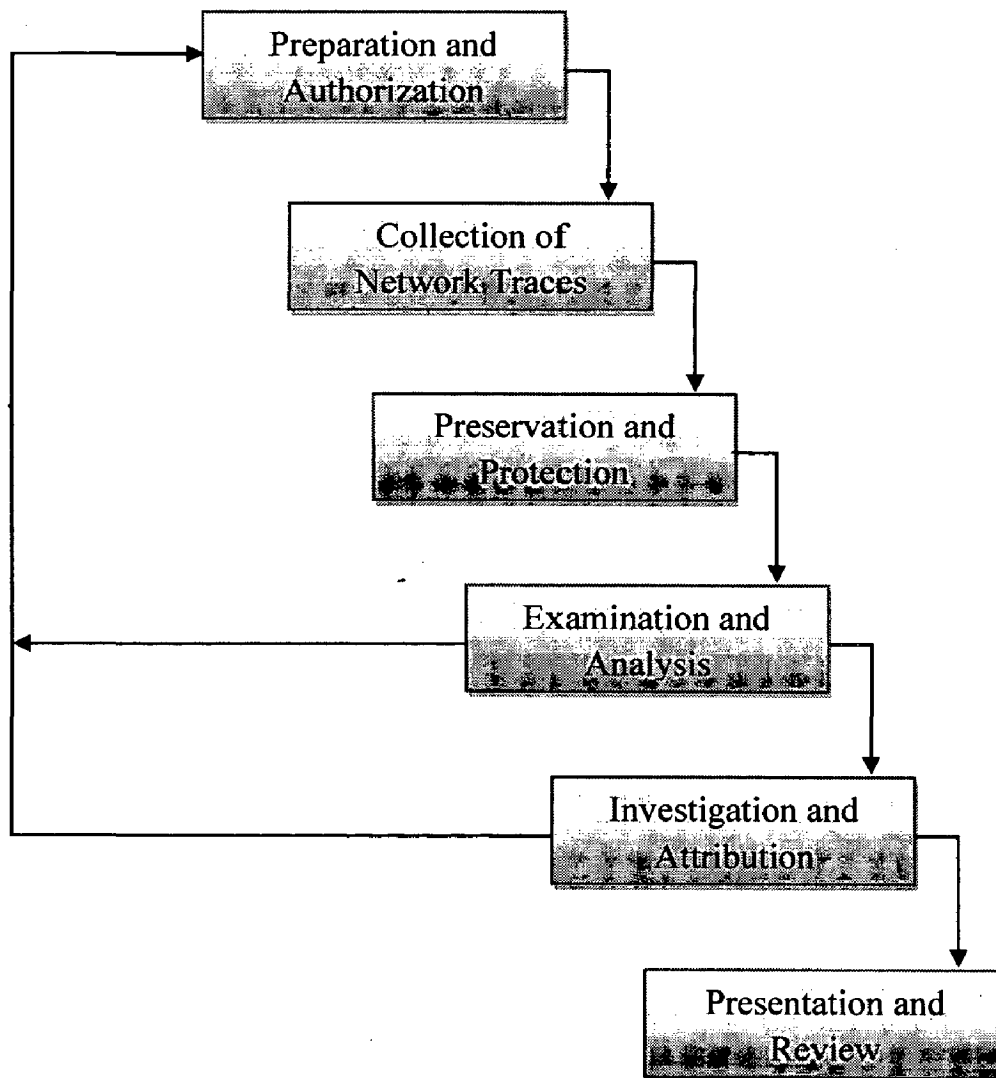 Preparation and
Authorization
Collection of
Network Traces
Preservation and
Protection
Examination and
Analysis
Investigation and
Attribution
Presentation and
Review